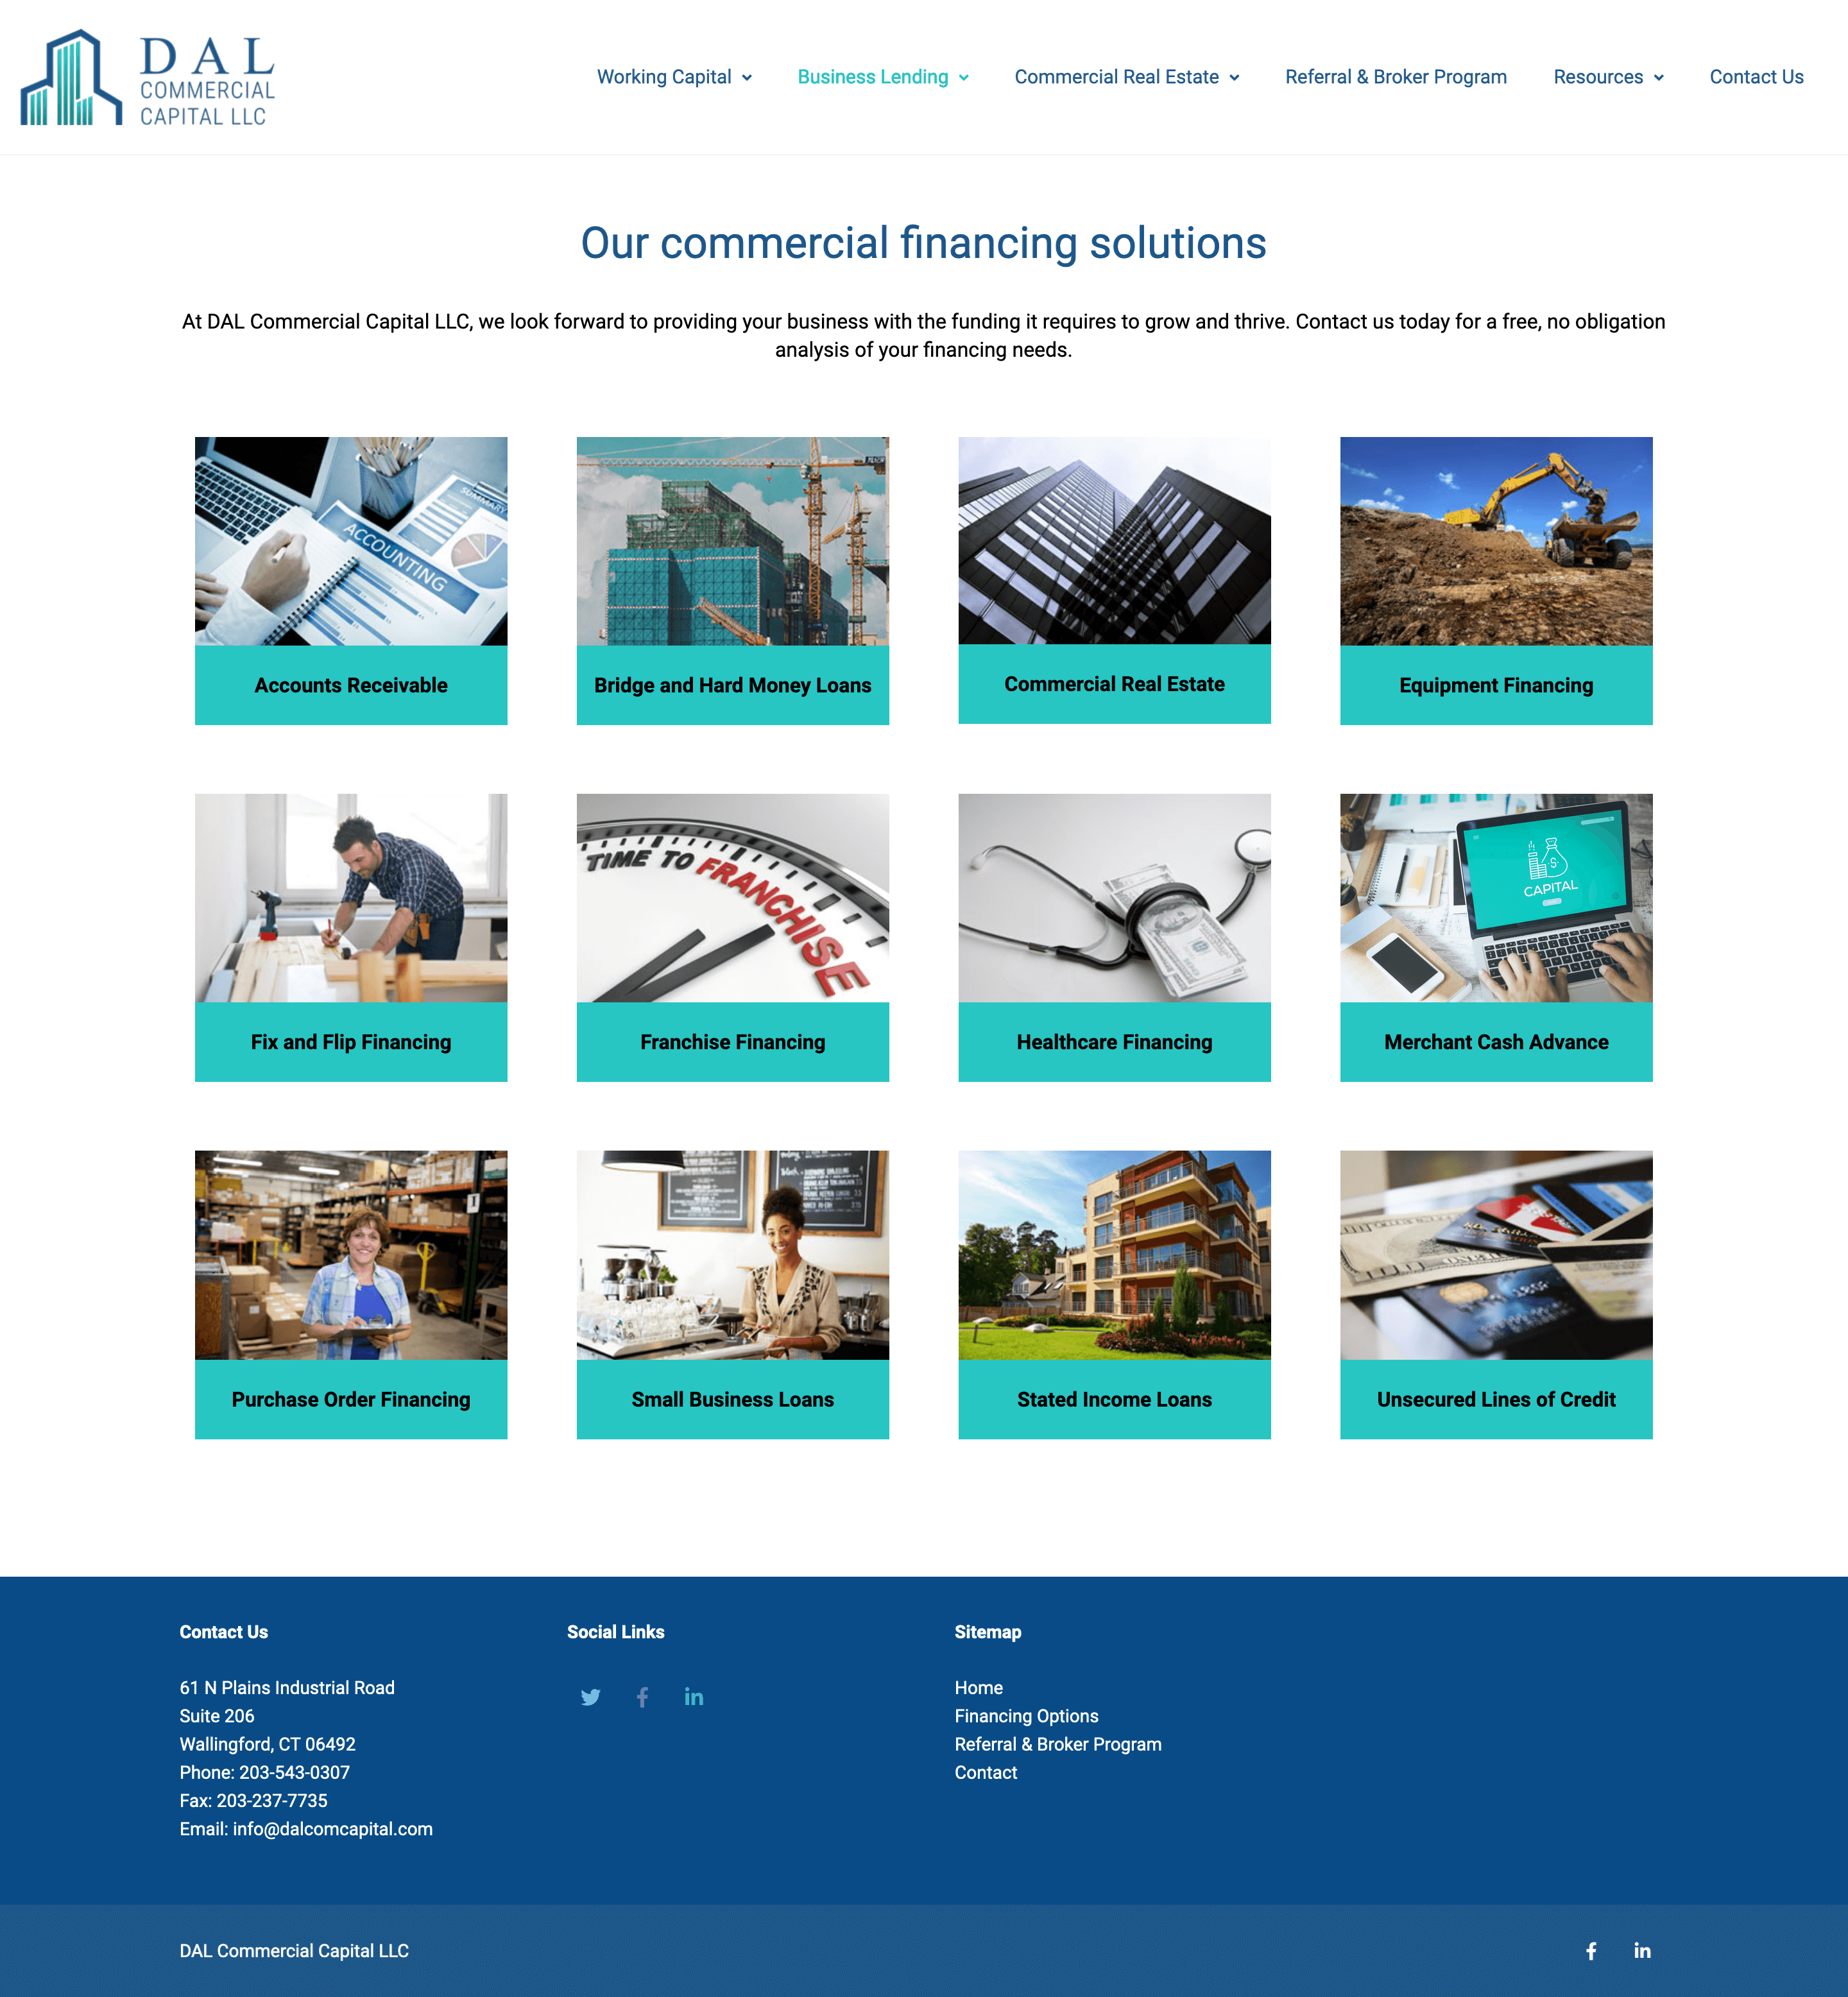 DAL
COMMERCIAL
CAPITAL LLC
Working Capital
Business Lending
Commercial Real Estate
Referral & Broker Program
Resources
Contact Us
Our commercial financing solutions
At DAL Commercial Capital LLC, we look forward to providing your business with the funding it requires to grow and thrive. Contact us today for a free, no obligation
analysis of your financing needs.
SUMMARY
ACCOUNTING
Accounts Receivable
Bridge and Hard Money Loans
Commercial Real Estate
Equipment Financing
TIME TO FRANCHISE
CAPITAL
Fix and Flip Financing
Franchise Financing
Healthcare Financing
Merchant Cash Advance
Purchase Order Financing
Small Business Loans
Stated Income Loans
Unsecured Lines of Credit
Contact Us
61 N Plains Industrial Road
Suite 206
Wallingford, CT 06492
Phone: 203-543-0307
Fax: 203-237-7735
Email: info@dalcomcapital.com
Social Links
Sitemap
Home
Financing Options
Referral & Broker Program
Contact
DAL Commercial Capital LLC